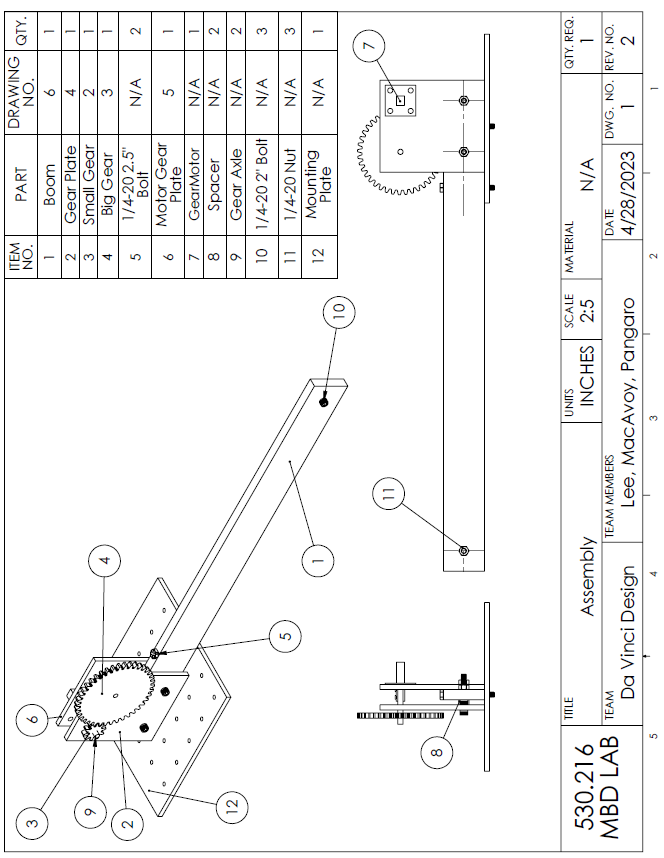 ITEM NO. PART DRAWING NO. QTY.
1 Boom 6 1
2 Gear Plate 4 1
3 Small Gear 2 1
4 Big Gear 3 1
5 1/4-20 2.5" Bolt N/A 2
6 Motor Gear Plate 5 1
7 GearMotor N/A 1
8 Spacer N/A 2
9 Gear Axle N/A 2
10 1/4-20 2" Bolt N/A 3
11 1/4-20 Nut N/A 3
12 Mounting Plate N/A 1
3
6
9
4
2
12
5
1
10
8
11
7
530.216
MBD LAB
TITLE
Assembly
UNITS
INCHES
SCALE
2:5
MATERIAL
N/A
QTY. REQ.
1
TEAM
Da Vinci Design
TEAM MEMBERS
Lee, MacAvoy, Pangaro
DATE
4/28/2023
DWG. NO.
1
REV. NO.
2
5 4 3 2 1